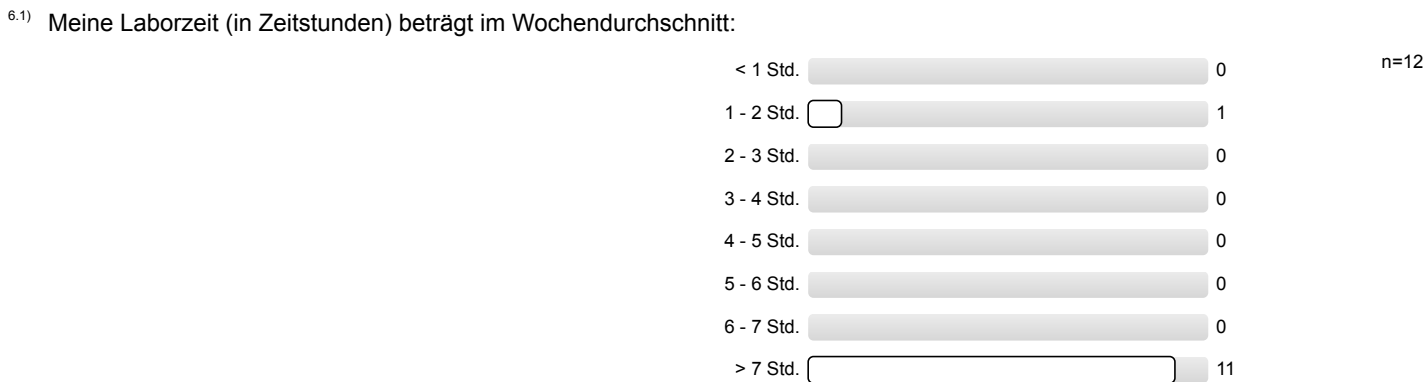 6.1) Meine Laborzeit (in Zeitstunden) beträgt im Wochendurchschnitt:
n=12
< 1 Std. 0
1 - 2 Std. 1
2 - 3 Std. 0
3 - 4 Std. 0
4 - 5 Std. 0
5 - 6 Std. 0
6 - 7 Std. 0
> 7 Std. 11